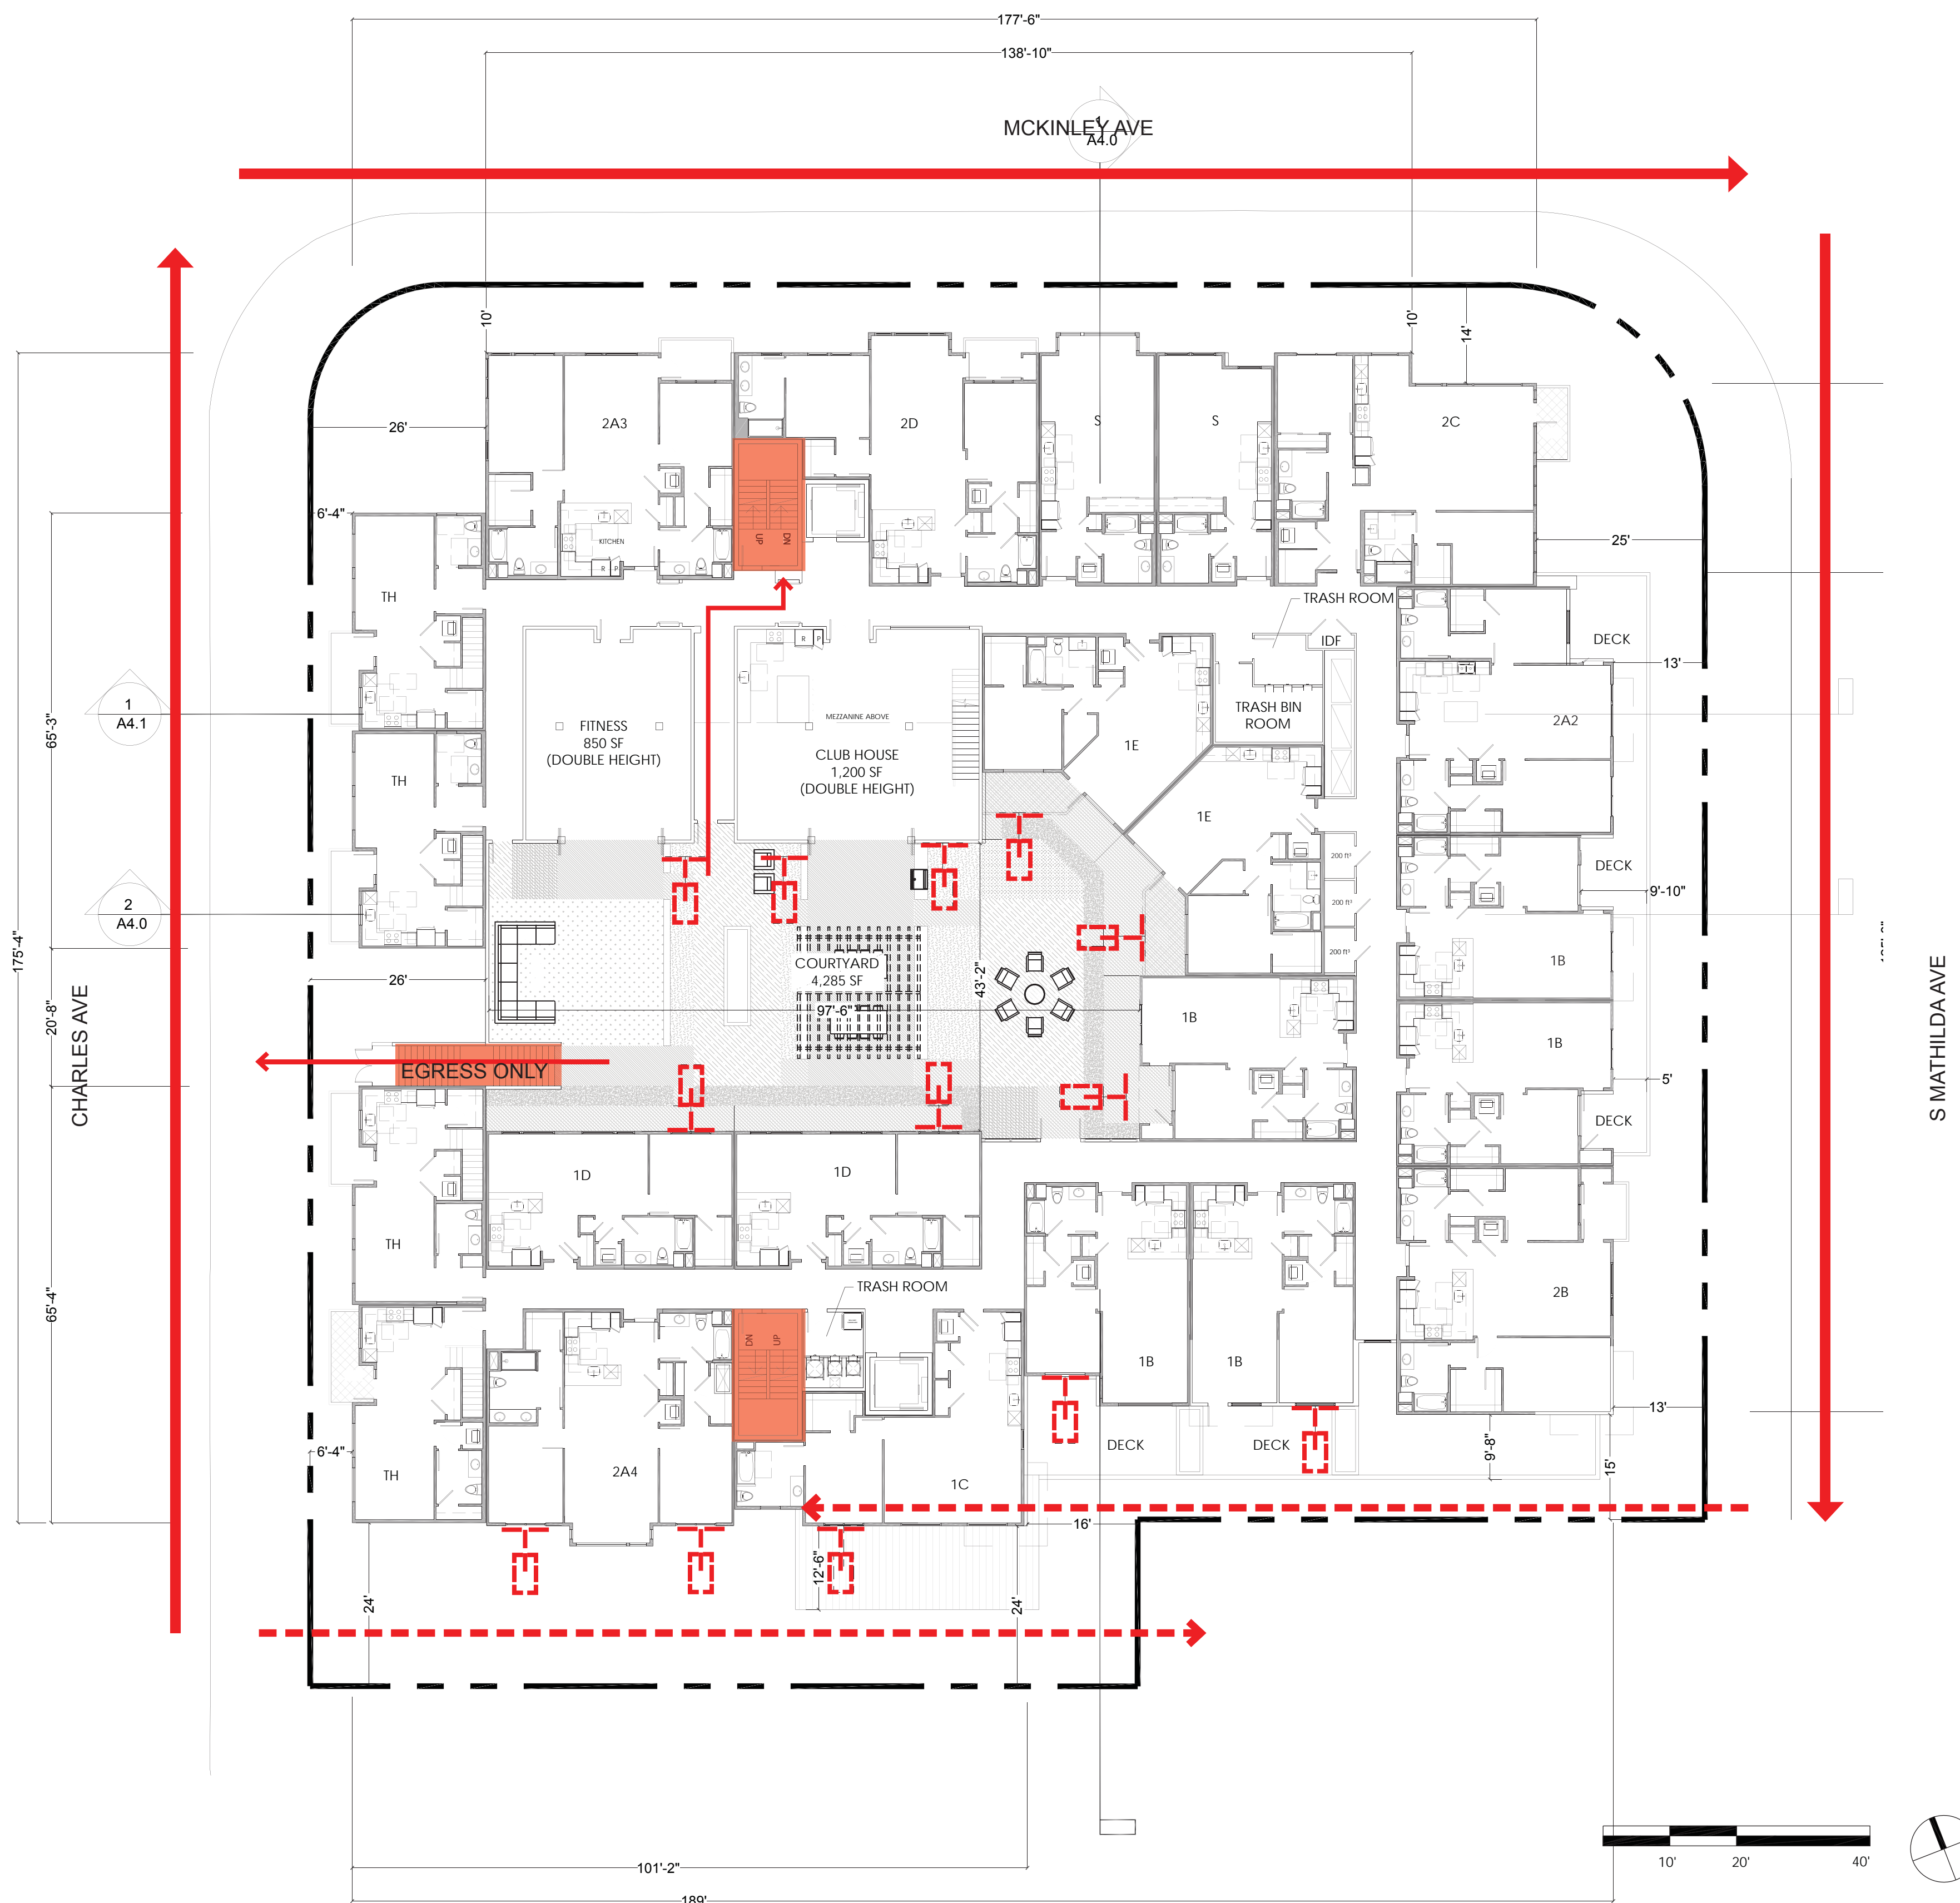 177'-6"
138'-10"
MCKINLEY AVE
1
A4.0
10'
10'
14'
26'
2A3
2D
S
S
2C
6'-4"
KITCHEN
R P
UP
DN
25'
TH
TRASH ROOM
IDF
DECK
13'
R P
1
A4.1
65'-3"
FITNESS
850 SF
(DOUBLE HEIGHT)
MEZZANINE ABOVE
CLUB HOUSE
1,200 SF
(DOUBLE HEIGHT)
1E
TRASH BIN
ROOM
2A2
TH
1E
200 ft³
DECK
9'-10"
2
A4.0
200 ft³
175'-4"
26'
COURTYARD
4,285 SF
43'-2"
200 ft³
1B
20'-8"
CHARLES AVE
97'-6"
1B
1B
S MATHILDA AVE
EGRESS ONLY
5'
DECK
1D
1D
TH
65'-4"
TRASH ROOM
2B
DN
UP
1B
1B
13'
DECK
DECK
9'-8"
15'
6'-4"
TH
2A4
1C
16'
12'-6"
24'
24'
10'
20'
40'
101'-2"
189'